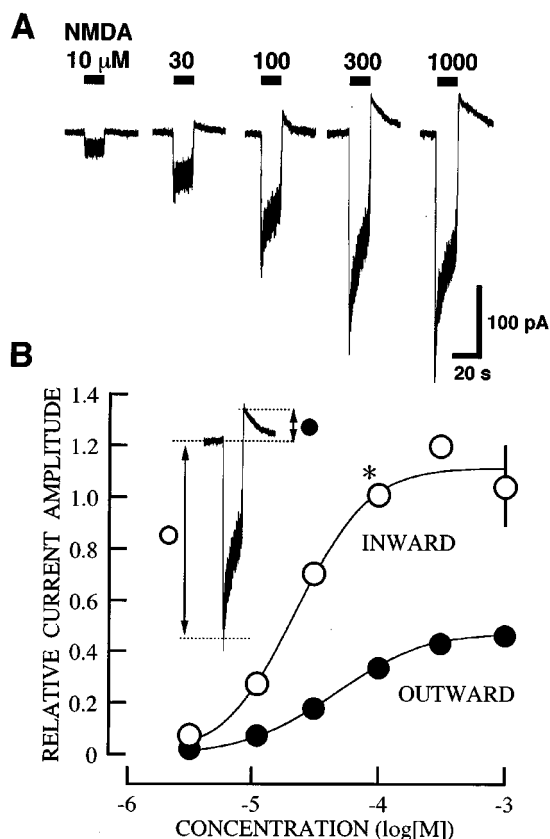 A
NMDA
10 µM 30 100 300 1000
100 pA
20 s
B
RELATIVE CURRENT AMPLITUDE
1.4
1.2
1.0
0.8
0.6
0.4
0.2
0
*
INWARD
OUTWARD
-6 -5 -4 -3
CONCENTRATION (log[M])